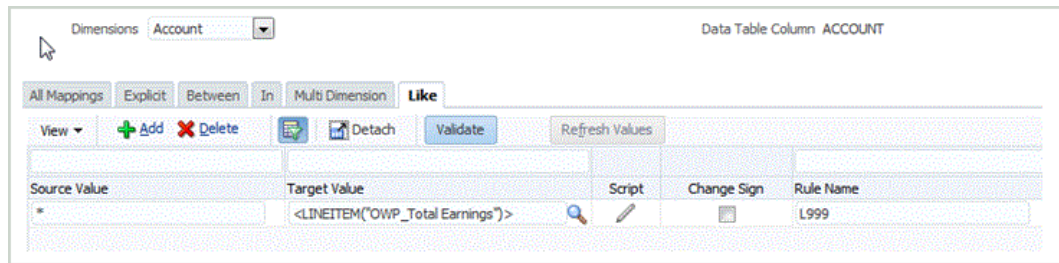 Dimensions Account Data Table Column ACCOUNT
All Mappings Explicit Between In Multi Dimension Like
View Add Delete Detach Validate Refresh Values
Source Value Target Value Script Change Sign Rule Name
* <LINEITEM("OWP_Total Earnings")> L999